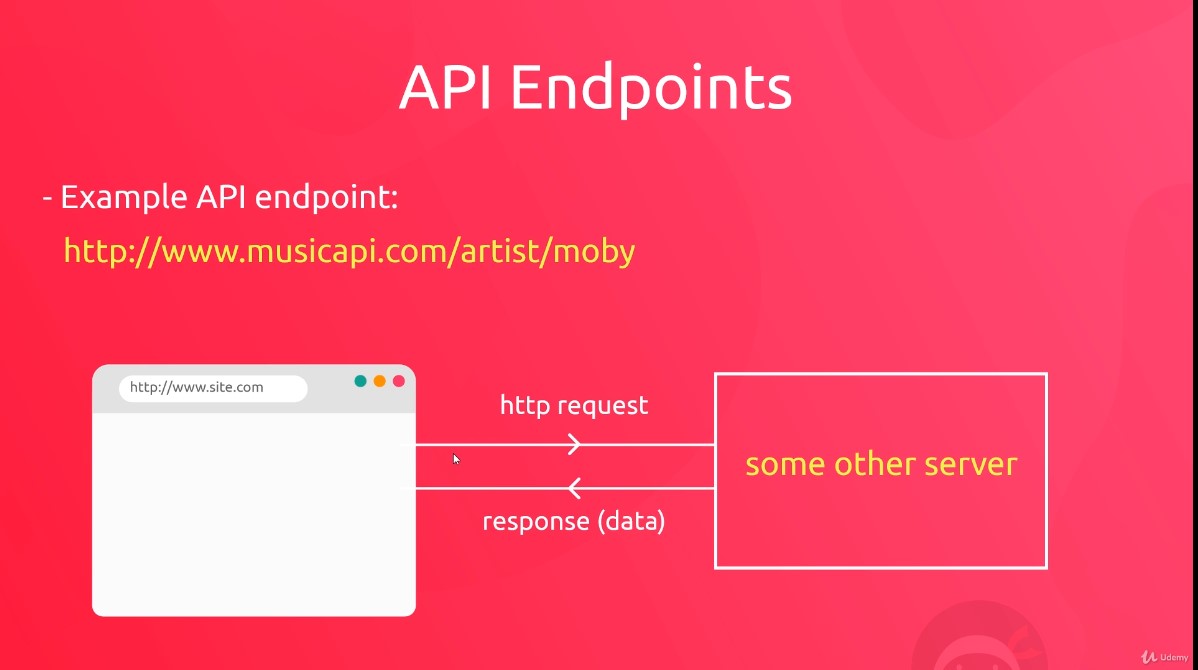 API Endpoints
- Example API endpoint:
http://www.musicapi.com/artist/moby
http://www.site.com
http request
some other server
response (data)
Udemy